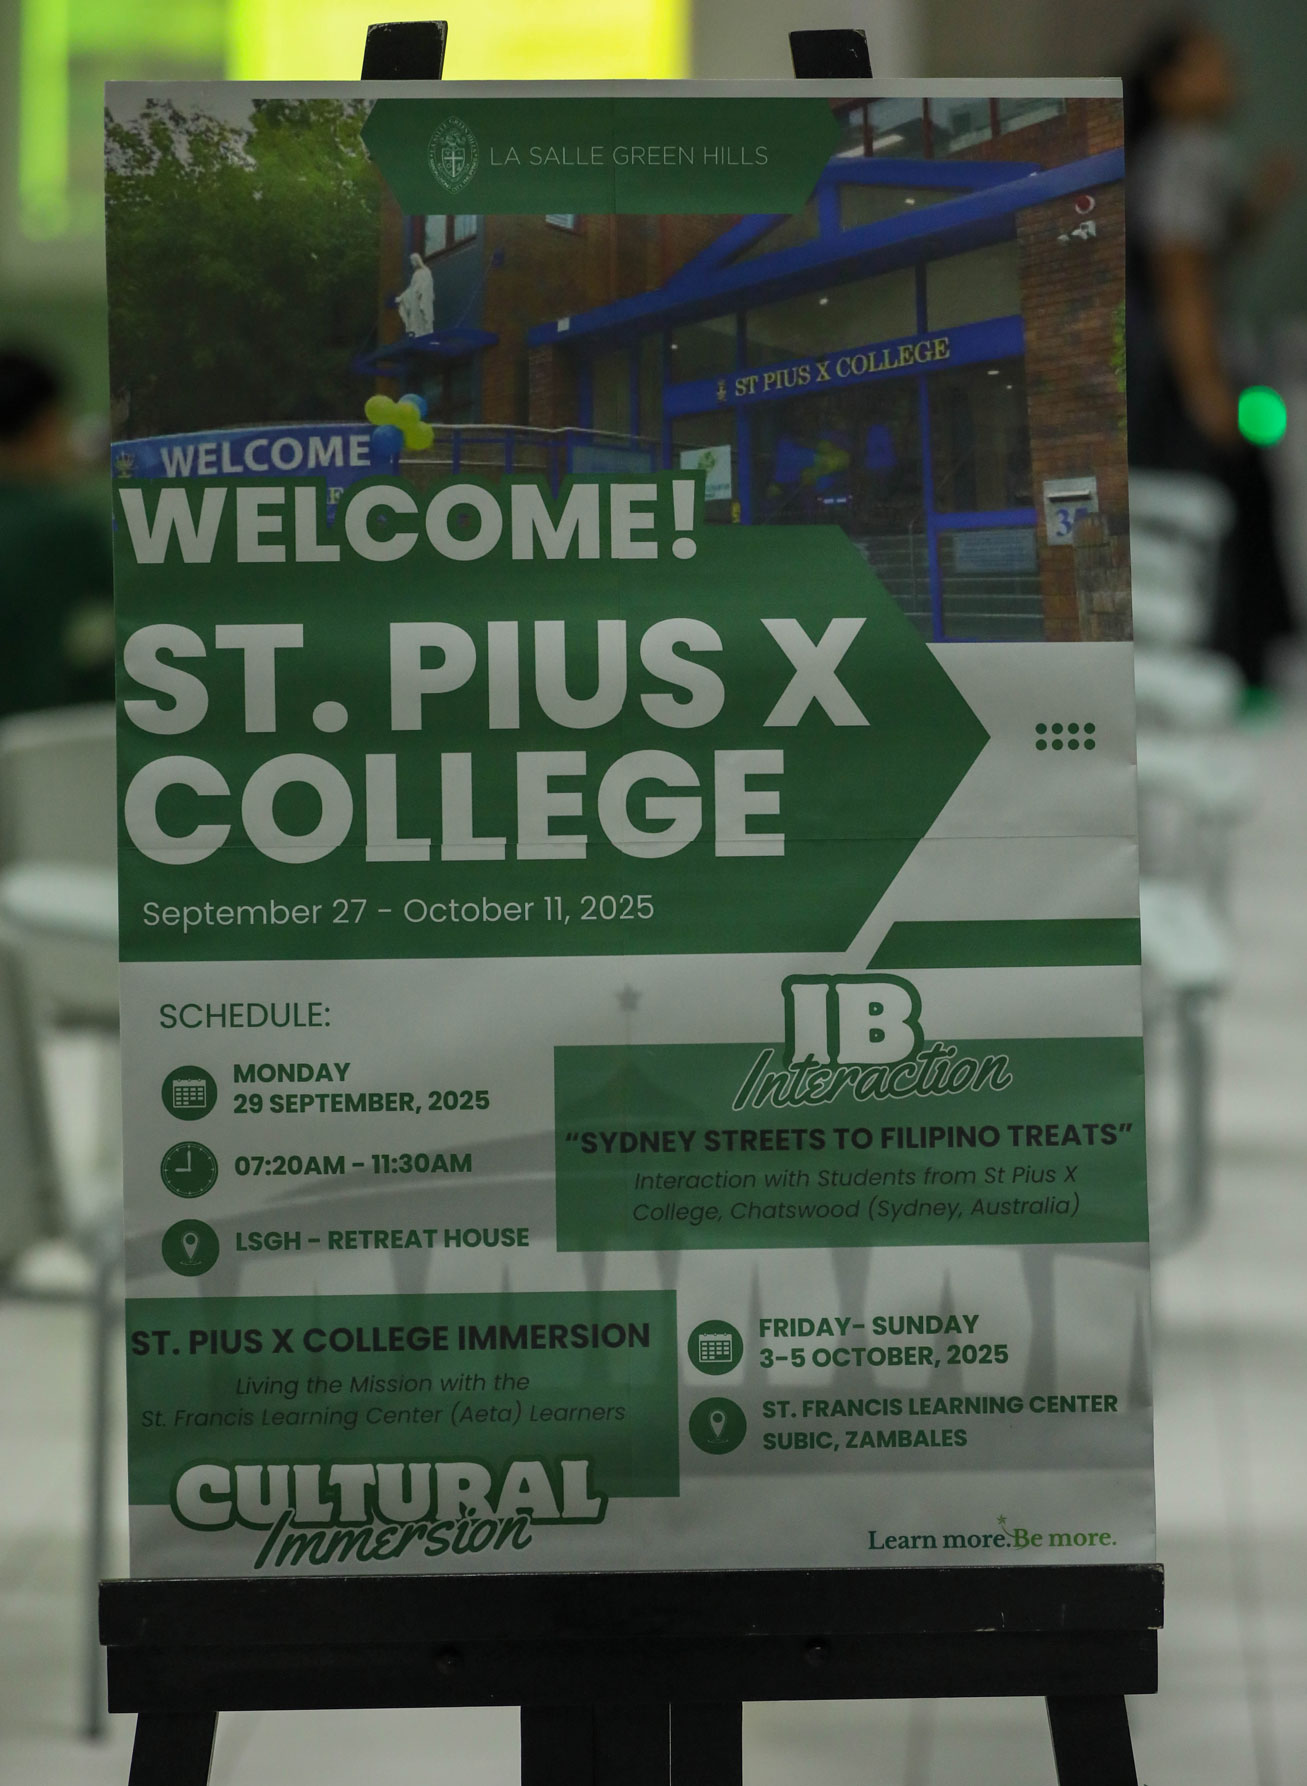 LA SALLE GREEN HILLS
ST PIUS X COLLEGE
WELCOME
35
WELCOME!
ST. PIUS X
COLLEGE
September 27 - October 11, 2025
SCHEDULE:
MONDAY
29 SEPTEMBER, 2025
07:20AM - 11:30AM
LSGH - RETREAT HOUSE
IB
Interaction
"SYDNEY STREETS TO FILIPINO TREATS"
Interaction with Students from St Pius X
College, Chatswood (Sydney, Australia)
ST. PIUS X COLLEGE IMMERSION
Living the Mission with the
St. Francis Learning Center (Aeta) Learners
CULTURAL
Immersion
FRIDAY- SUNDAY
3-5 OCTOBER, 2025
ST. FRANCIS LEARNING CENTER
SUBIC, ZAMBALES
Learn more. Be more.